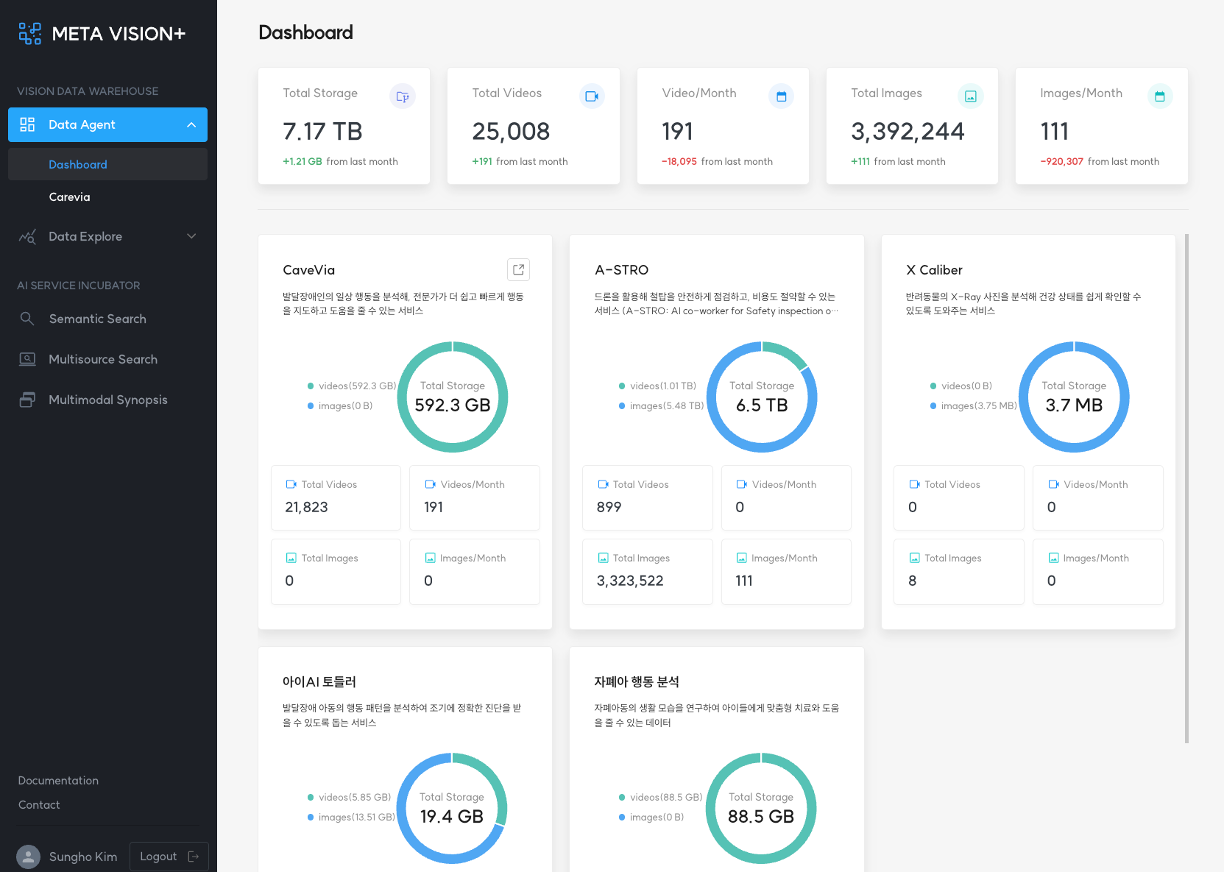 META VISION+
VISION DATA WAREHOUSE
Data Agent
Dashboard
Carevia
Data Explore
AI SERVICE INCUBATOR
Semantic Search
Multisource Search
Multimodal Synopsis
Documentation
Contact
Sungho Kim
Logout
Dashboard
Total Storage
7.17 TB
+1.21 GB from last month
Total Videos
25,008
+191 from last month
Video/Month
191
-18,095 from last month
Total Images
3,392,244
+111 from last month
Images/Month
111
-920,307 from last month
CaveVia
발달장애인의 일상 행동을 분석해, 전문가가 더 쉽고 빠르게 행동
을 지도하고 도움을 줄 수 있는 서비스
videos(592.3 GB)
images(0 B)
Total Storage
592.3 GB
Total Videos
21,823
Videos/Month
191
Total Images
0
Images/Month
0
A-STRO
드론을 활용해 철탑을 안전하게 점검하고, 비용도 절약할 수 있는
서비스 (A-STRO: AI co-worker for Safety inspection o…
videos(1.01 TB)
images(5.48 TB)
Total Storage
6.5 TB
Total Videos
899
Videos/Month
0
Total Images
3,323,522
Images/Month
111
X Caliber
반려동물의 X-Ray 사진을 분석해 건강 상태를 쉽게 확인할 수
있도록 도와주는 서비스
videos(0 B)
images(3.75 MB)
Total Storage
3.7 MB
Total Videos
0
Videos/Month
0
Total Images
8
Images/Month
0
아이AI 토들러
발달장애 아동의 행동 패턴을 분석하여 조기에 정확한 진단을 받
을 수 있도록 돕는 서비스
videos(5.85 GB)
images(13.51 GB)
Total Storage
19.4 GB
자폐아 행동 분석
자폐아동의 생활 모습을 연구하여 아이들에게 맞춤형 치료와 도움
을 줄 수 있는 데이터
videos(88.5 GB)
images(0 B)
Total Storage
88.5 GB